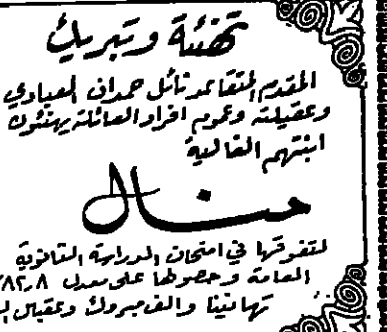 تهنئة وتبريك
المقدم المتقاعد نائل حمدان العبادي
وعقيلته وعموم افراد العائلة يهنئون
ابنتهم الغالية
منال
لتفوقها في امتحان الدراسة الثانوية
العامة وحصولها على معدل ٨٢٫٨
تهانينا والف مبروك وعقبال